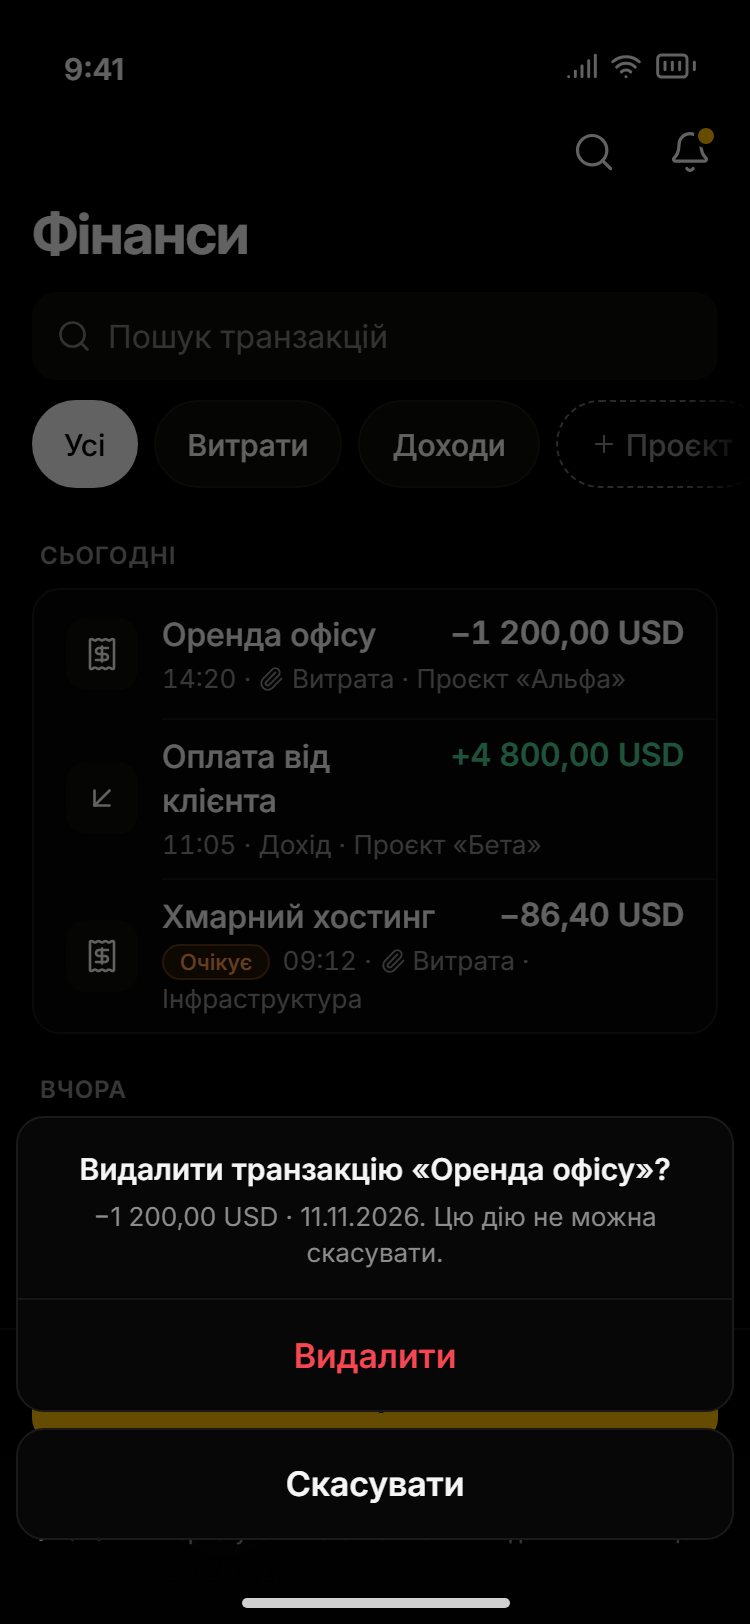 9:41
Фінанси
Пошук транзакцій
Усі
Витрати
Доходи
+ Проєкт
СЬОГОДНІ
Оренда офісу
−1 200,00 USD
14:20 · Витрата · Проєкт «Альфа»
Оплата від
клієнта
+4 800,00 USD
11:05 · Дохід · Проєкт «Бета»
Хмарний хостинг
−86,40 USD
Очікує 09:12 · Витрата ·
Інфраструктура
ВЧОРА
Видалити транзакцію «Оренда офісу»?
−1 200,00 USD · 11.11.2026. Цю дію не можна
скасувати.
Видалити
Скасувати